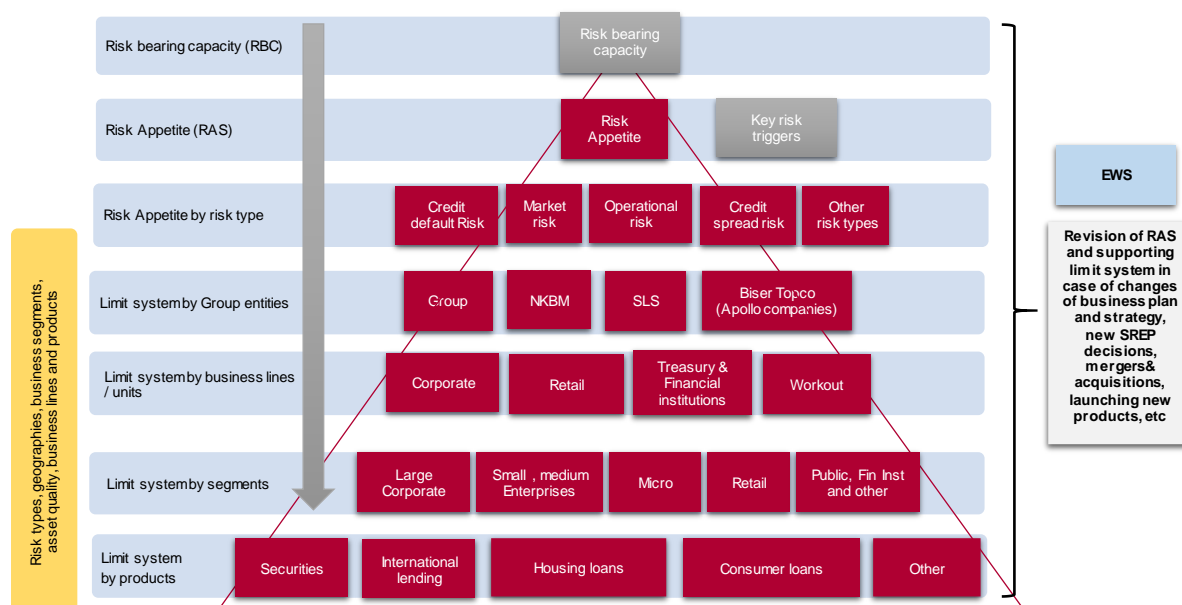 Risk bearing capacity (RBC)
Risk bearing
capacity
Risk Appetite (RAS)
Risk
Appetite
Key risk
triggers
Risk Appetite by risk type
Credit
default Risk
Market
risk
Operational
risk
Credit
spread risk
Other
risk types
Limit system by Group entities
Group
NKBM
SLS
Biser Topco
(Apollo companies)
Limit system by business lines
/ units
Corporate
Retail
Treasury &
Financial
institutions
Workout
Limit system by segments
Large
Corporate
Small , medium
Enterprises
Micro
Retail
Public, Fin Inst
and other
Limit system
by products
Securities
International
lending
Housing loans
Consumer loans
Other
Risk types, geographies, business segments,
asset quality, business lines and products
EWS
Revision of RAS
and supporting
limit system in
case of changes
of business plan
and strategy,
new SREP
decisions,
mergers&
acquisitions,
launching new
products, etc